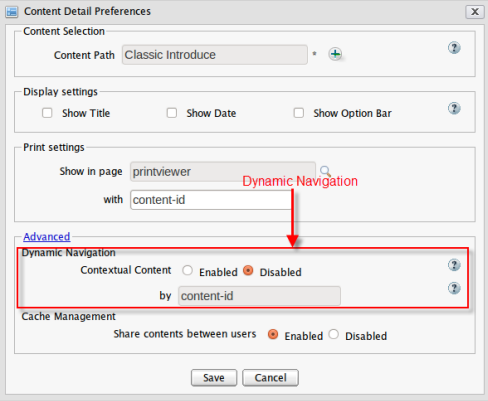 Content Detail Preferences
X
Content Selection
Content Path Classic Introduce * ?
Display settings
Show Title Show Date Show Option Bar ?
Print settings
Show in page printviewer
Dynamic Navigation
with content-id
Advanced
Dynamic Navigation
Contextual Content Enabled Disabled ?
by content-id ?
Cache Management
Share contents between users Enabled Disabled
Save Cancel